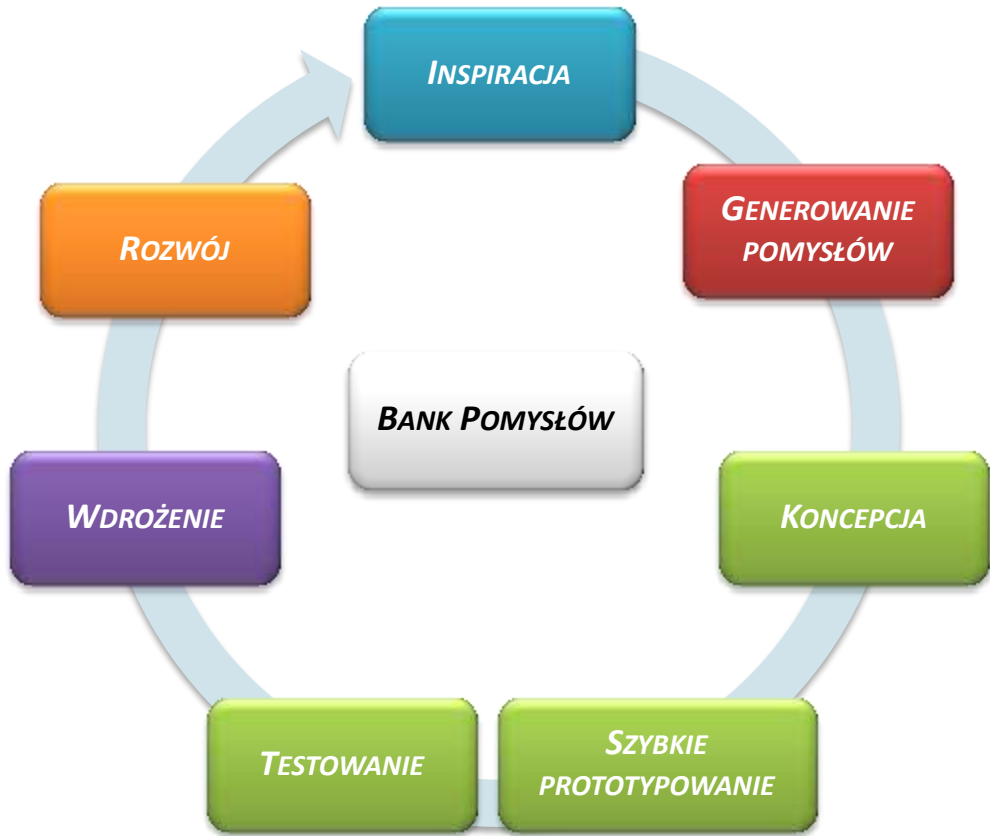 INSPIRACJA
GENEROWANIE
POMYSŁÓW
ROZWÓJ
BANK POMYSŁÓW
WDROŻENIE
KONCEPCJA
TESTOWANIE
SZYBKIE
PROTOTYPOWANIE